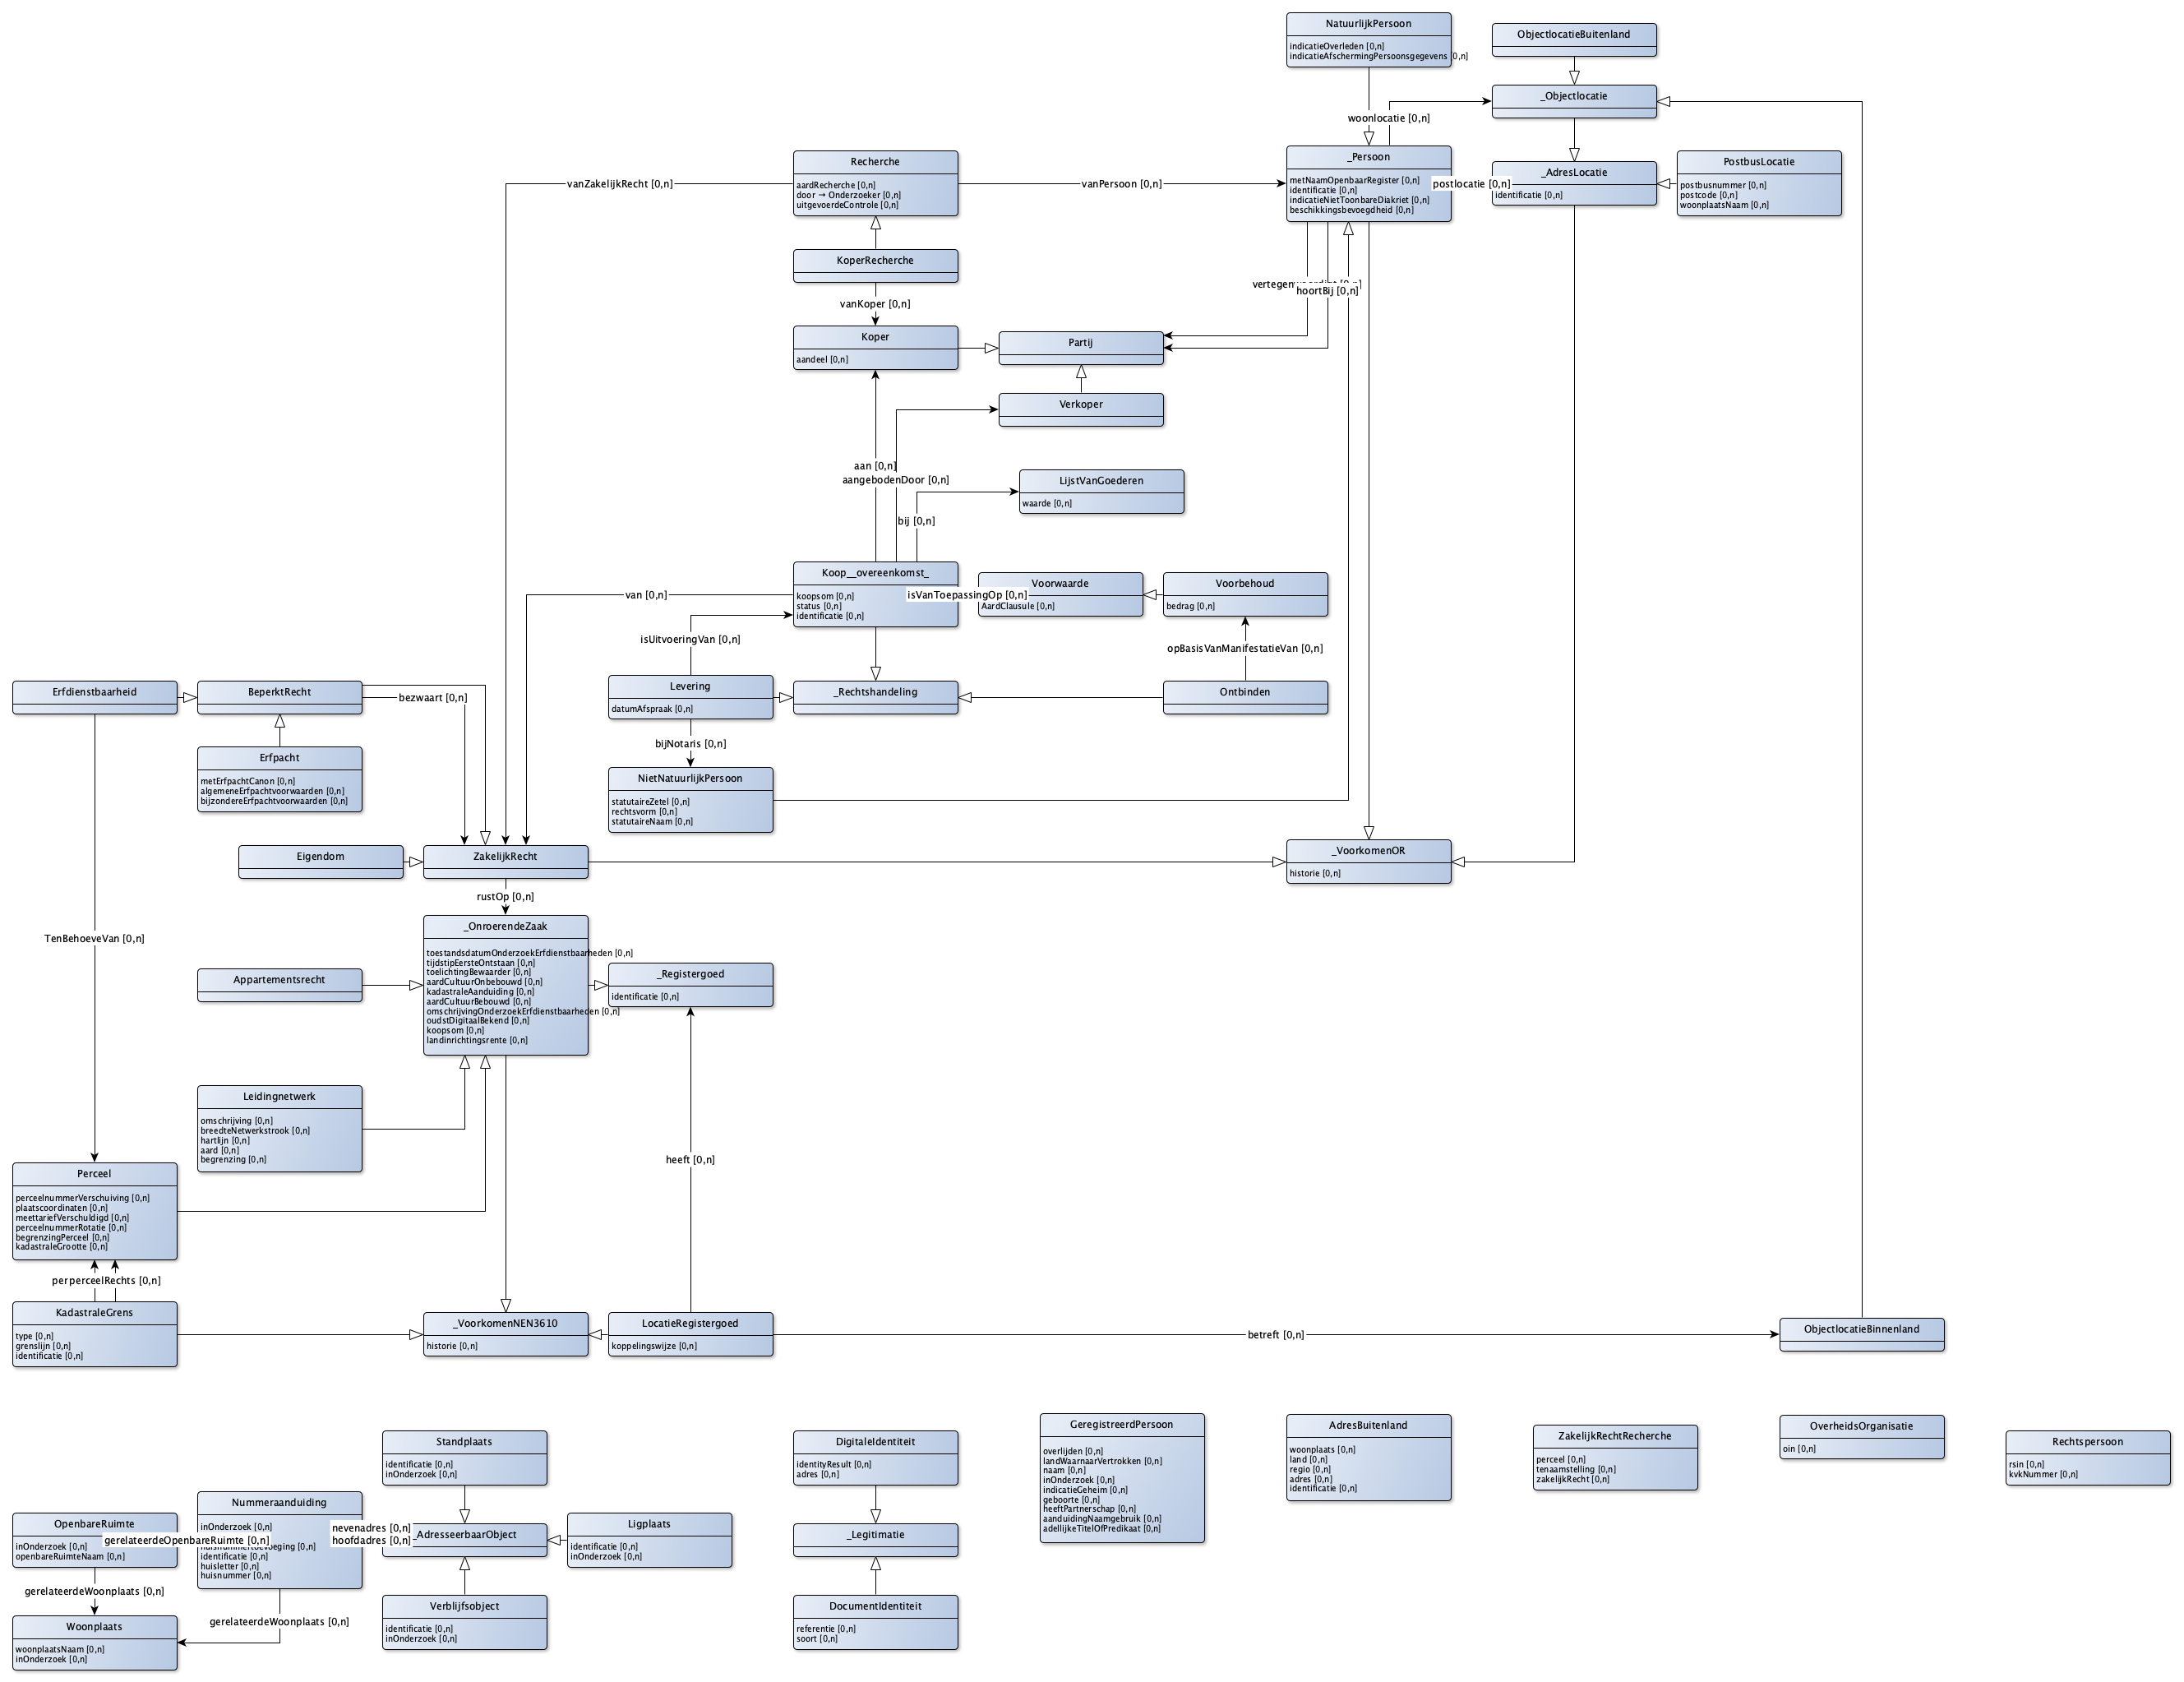 NatuurlijkPersoon
indicatieOverleden [0,n]
indicatieAfschermingPersoonsgegevens [0,n]
ObjectlocatieBuitenland
_Objectlocatie
woonlocatie [0,n]
Recherche
aardRecherche [0,n]
door → Onderzoeker [0,n]
uitgevoerdeControle [0,n]
vanZakelijkRecht [0,n]
vanPersoon [0,n]
_Persoon
metNaamOpenbaarRegister [0,n]
identificatie [0,n]
indicatieNietToonbareDiakriet [0,n]
beschikkingsbevoegdheid [0,n]
postlocatie [0,n]
_AdresLocatie
identificatie [0,n]
PostbusLocatie
postbusnummer [0,n]
postcode [0,n]
woonplaatsNaam [0,n]
KoperRecherche
vanKoper [0,n]
hoortBij [0,n]
Koper
aandeel [0,n]
Partij
Verkoper
aan [0,n]
aangebodenDoor [0,n]
LijstVanGoederen
waarde [0,n]
bij [0,n]
Koop__overeenkomst_
koopsom [0,n]
status [0,n]
identificatie [0,n]
van [0,n]
isVanToepassingOp [0,n]
Voorwaarde
AardClausule [0,n]
Voorbehoud
bedrag [0,n]
isUitvoeringVan [0,n]
opBasisVanManifestatieVan [0,n]
Erfdienstbaarheid
BeperktRecht
bezwaart [0,n]
Levering
datumAfspraak [0,n]
_Rechtshandeling
Ontbinden
bijNotaris [0,n]
Erfpacht
metErfpachtCanon [0,n]
algemeneErfpachtvoorwaarden [0,n]
bijzondereErfpachtvoorwaarden [0,n]
NietNatuurlijkPersoon
statutaireZetel [0,n]
rechtsvorm [0,n]
statutaireNaam [0,n]
Eigendom
ZakelijkRecht
_VoorkomenOR
historie [0,n]
rustOp [0,n]
TenBehoeveVan [0,n]
_OnroerendeZaak
toestandsdatumOnderzoekErfdienstbaarheden [0,n]
tijdstipEersteOntstaan [0,n]
toelichtingBewaarder [0,n]
aardCultuurOnbebouwd [0,n]
kadastraleAanduiding [0,n]
aardCultuurBebouwd [0,n]
omschrijvingOnderzoekErfdienstbaarheden [0,n]
oudstDigitaalBekend [0,n]
koopsom [0,n]
landinrichtingsrente [0,n]
Appartementsrecht
_Registergoed
identificatie [0,n]
Leidingnetwerk
omschrijving [0,n]
breedteNetwerkstrook [0,n]
hartlijn [0,n]
aard [0,n]
begrenzing [0,n]
heeft [0,n]
Perceel
perceelnummerVerschuiving [0,n]
plaatscoordinaten [0,n]
meettariefVerschuldigd [0,n]
perceelnummerRotatie [0,n]
begrenzingPerceel [0,n]
kadastraleGrootte [0,n]
perceelRechts [0,n]
KadastraleGrens
type [0,n]
grenslijn [0,n]
identificatie [0,n]
_VoorkomenNEN3610
historie [0,n]
LocatieRegistergoed
koppelingswijze [0,n]
betreft [0,n]
ObjectlocatieBinnenland
Standplaats
identificatie [0,n]
inOnderzoek [0,n]
DigitaleIdentiteit
identityResult [0,n]
adres [0,n]
GeregistreerdPersoon
overlijden [0,n]
landWaarnaarVertrokken [0,n]
naam [0,n]
inOnderzoek [0,n]
indicatieGeheim [0,n]
geboorte [0,n]
heeftPartnerschap [0,n]
aanduidingNaamgebruik [0,n]
adellijkeTitelOfPredikaat [0,n]
AdresBuitenland
woonplaats [0,n]
land [0,n]
regio [0,n]
adres [0,n]
identificatie [0,n]
ZakelijkRechtRecherche
perceel [0,n]
tenaamstelling [0,n]
zakelijkRecht [0,n]
OverheidsOrganisatie
oin [0,n]
Rechtspersoon
rsin [0,n]
kvkNummer [0,n]
OpenbareRuimte
inOnderzoek [0,n]
openbareRuimteNaam [0,n]
gerelateerdeOpenbareRuimte [0,n]
Nummeraanduiding
inOnderzoek [0,n]
identificatie [0,n]
huisletter [0,n]
huisnummer [0,n]
nevenadres [0,n]
hoofdadres [0,n]
_AdresseerbaarObject
Ligplaats
identificatie [0,n]
inOnderzoek [0,n]
_Legitimatie
gerelateerdeWoonplaats [0,n]
gerelateerdeWoonplaats [0,n]
Woonplaats
woonplaatsNaam [0,n]
inOnderzoek [0,n]
Verblijfsobject
identificatie [0,n]
inOnderzoek [0,n]
DocumentIdentiteit
referentie [0,n]
soort [0,n]